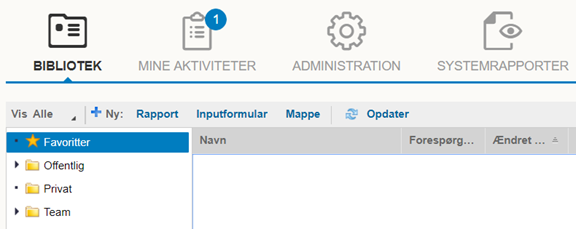 1
BIBLIOTEK MINE AKTIVITETER ADMINISTRATION SYSTEMRAPPORTER
Vis Alle Ny: Rapport Inputformular Mappe Opdater
Favoritter Navn Forespørg... Ændret ...
Offentlig
Privat
Team